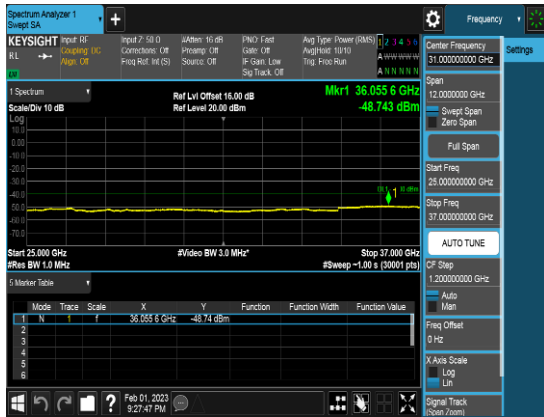 Spectrum Analyzer 1
Swept SA
+
Frequency
KEYSIGHT
RL
Input: RF
Coupling: DC
Align: Off
Input Z: 50 Ω
Corrections: Off
Freq Ref: Int (S)
#Atten: 16 dB
Preamp: Off
Source: Off
PNO: Fast
Gate: Off
IF Gain: Low
Sig Track: Off
Avg Type: Power (RMS)
Avg|Hold: 10/10
Trig: Free Run
1 2 3 4 5 6
A W W W W W
A N N N N N
1 Spectrum
Scale/Div 10 dB
Ref Lvl Offset 16.00 dB
Ref Level 20.00 dBm
Mkr1 36.055 6 GHz
-48.743 dBm
Log
10.0
0.00
-10.0
-20.0
-30.0
-40.0
-50.0
-60.0
-70.0
1
Start 25.000 GHz
#Res BW 1.0 MHz
#Video BW 3.0 MHz*
Stop 37.000 GHz
#Sweep ~1.00 s (30001 pts)
5 Marker Table
Mode Trace Scale X Y Function Function Width Function Value
1 N 1 f 36.055 6 GHz -48.74 dBm
2
3
4
5
6
Feb 01, 2023
9:27:47 PM
Center Frequency
31.000000000 GHz
Settings
Span
12.0000000 GHz
Swept Span
Zero Span
Full Span
Start Freq
25.000000000 GHz
Stop Freq
37.000000000 GHz
AUTO TUNE
CF Step
1.200000000 GHz
Auto
Man
Freq Offset
0 Hz
X Axis Scale
Log
Lin
Signal Track
(Span Zoom)